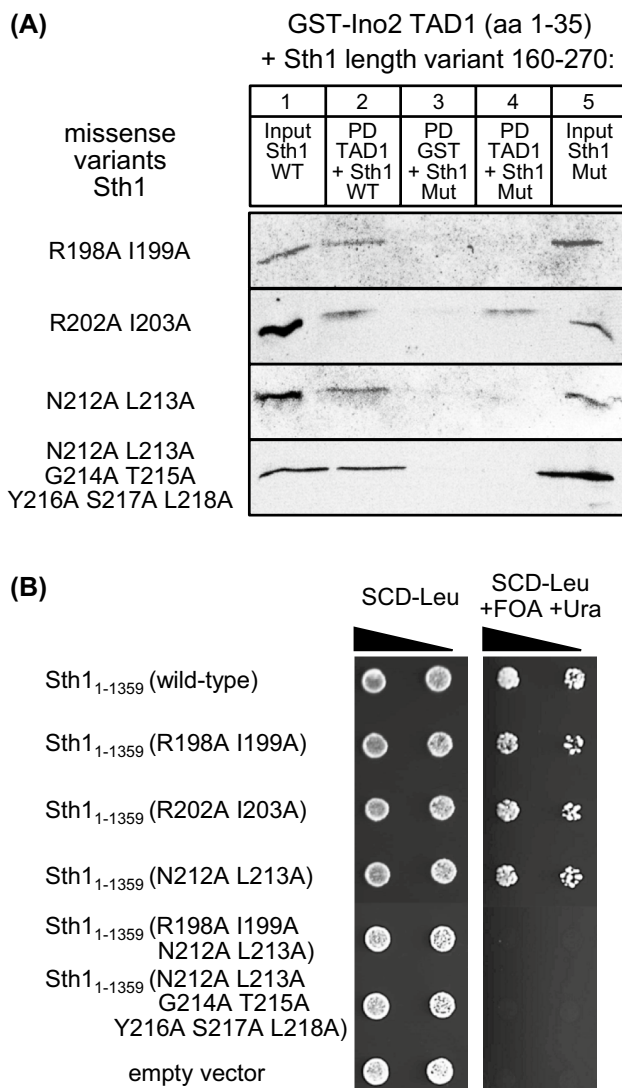 (A)
GST-Ino2 TAD1 (aa 1-35)
+ Sth1 length variant 160-270:
missense
variants
Sth1
1 2 3 4 5
Input Sth1 WT
PD TAD1 + Sth1 WT
PD GST + Sth1 Mut
PD TAD1 + Sth1 Mut
Input Sth1 Mut
R198A I199A
R202A I203A
N212A L213A
N212A L213A
G214A T215A
Y216A S217A L218A
(B)
SCD-Leu
SCD-Leu
+FOA +Ura
Sth1₁₋₁₃₅₉ (wild-type)
Sth1₁₋₁₃₅₉ (R198A I199A)
Sth1₁₋₁₃₅₉ (R202A I203A)
Sth1₁₋₁₃₅₉ (N212A L213A)
Sth1₁₋₁₃₅₉ (R198A I199A
N212A L213A)
Sth1₁₋₁₃₅₉ (N212A L213A
G214A T215A
Y216A S217A L218A)
empty vector